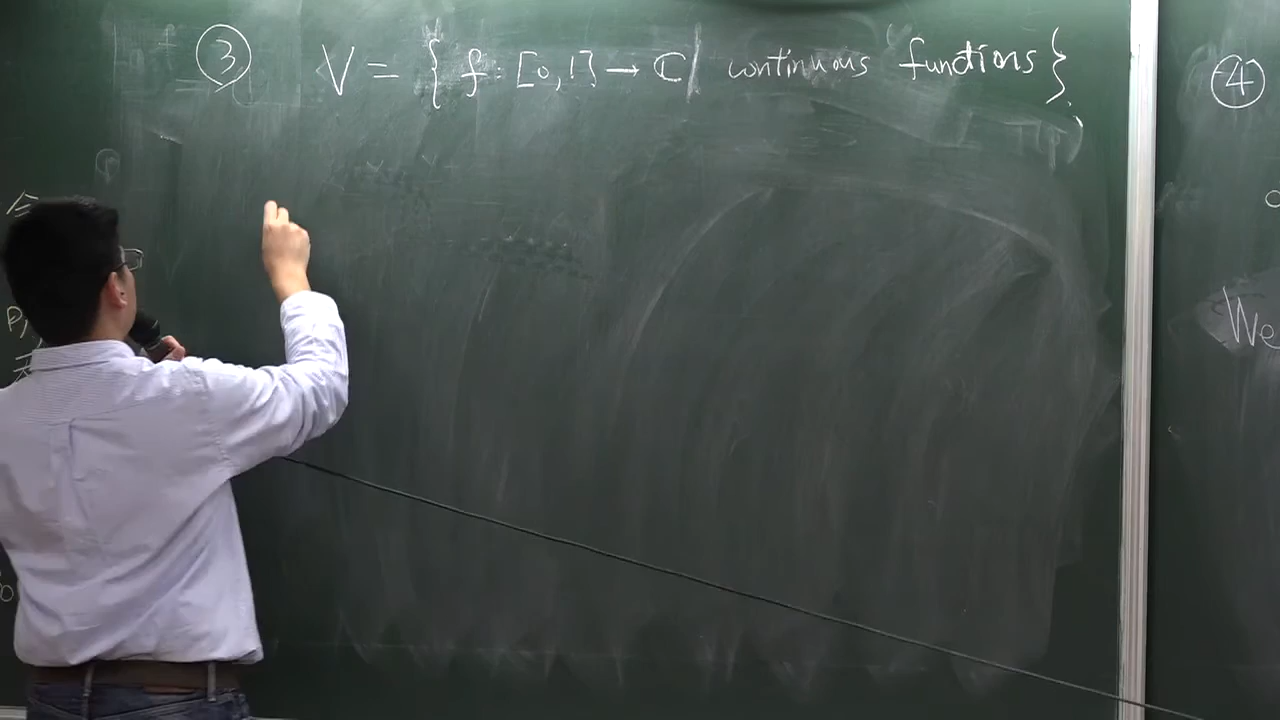 ③ V = { f : [0,1] → ℂ | continuous functions }.
④
We